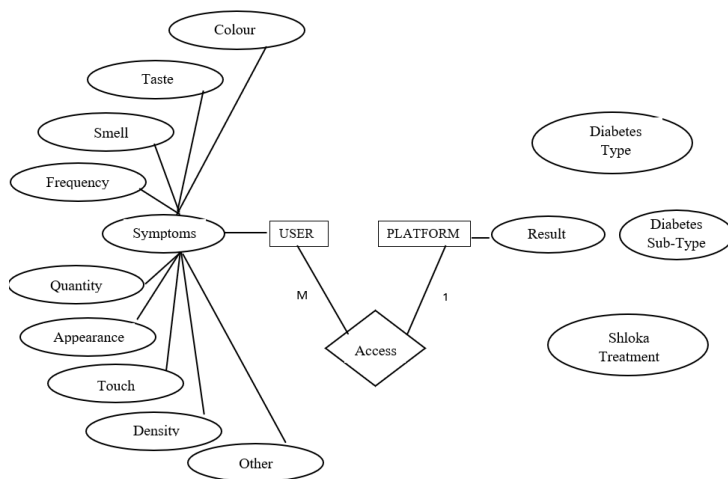 Colour
Taste
Smell
Frequency
Symptoms
USER
PLATFORM
Result
Diabetes
Type
Diabetes
Sub-Type
Quantity
M
1
Appearance
Access
Shloka
Treatment
Touch
Density
Other